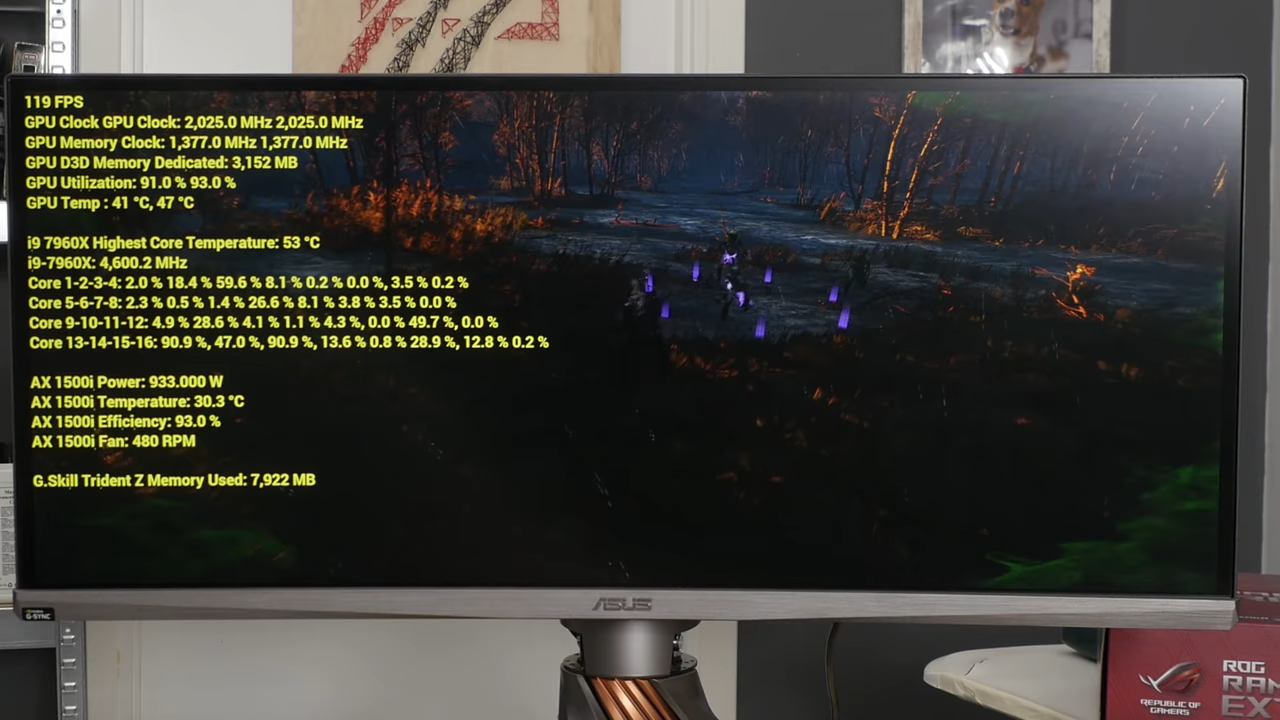 119 FPS
GPU Clock GPU Clock: 2,025.0 MHz 2,025.0 MHz
GPU Memory Clock: 1,377.0 MHz 1,377.0 MHz
GPU D3D Memory Dedicated: 3,152 MB
GPU Utilization: 91.0 % 93.0 %
GPU Temp : 41 °C, 47 °C
i9 7960X Highest Core Temperature: 53 °C
i9-7960X: 4,600.2 MHz
Core 1-2-3-4: 2.0 % 18.4 % 59.6 % 8.1 % 0.2 % 0.0 %, 3.5 % 0.2 %
Core 5-6-7-8: 2.3 % 0.5 % 1.4 % 26.6 % 8.1 % 3.8 % 3.5 % 0.0 %
Core 9-10-11-12: 4.9 % 28.6 % 4.1 % 1.1 % 4.3 %, 0.0 % 49.7 %, 0.0 %
Core 13-14-15-16: 90.9 %, 47.0 %, 90.9 %, 13.6 % 0.8 % 28.9 %, 12.8 % 0.2 %
AX 1500i Power: 933.000 W
AX 1500i Temperature: 30.3 °C
AX 1500i Efficiency: 93.0 %
AX 1500i Fan: 480 RPM
G.Skill Trident Z Memory Used: 7,922 MB
G-SYNC
ASUS
REPUBLIC OF
GAMERS
ROG